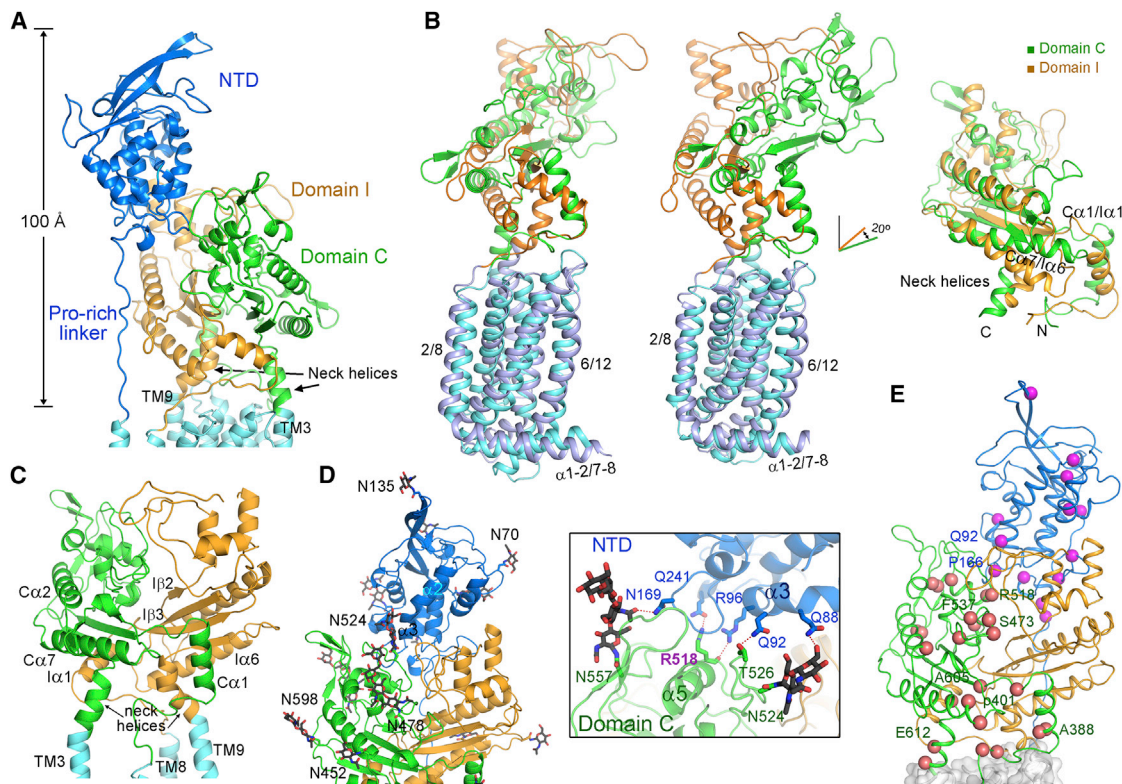 A
NTD
100 Å
Domain I
Domain C
Pro-rich
linker
Neck helices
TM9
TM3
B
2/8
6/12
α1-2/7-8
2/8
6/12
α1-2/7-8
20º
Domain C
Domain I
Cα1/Iα1
Cα7/Iα6
Neck helices
C
N
C
Iβ2
Cα2
Iβ3
Cα7
Iα6
Iα1
Cα1
neck
helices
TM3
TM8
TM9
D
N135
N70
N524
α3
N598
N478
N452
NTD
Q241
N169
R96
α3
Q88
Q92
R518
T526
N557
α5
N524
Domain C
E
Q92
P166
R518
F537
S473
A605
p401
E612
A388